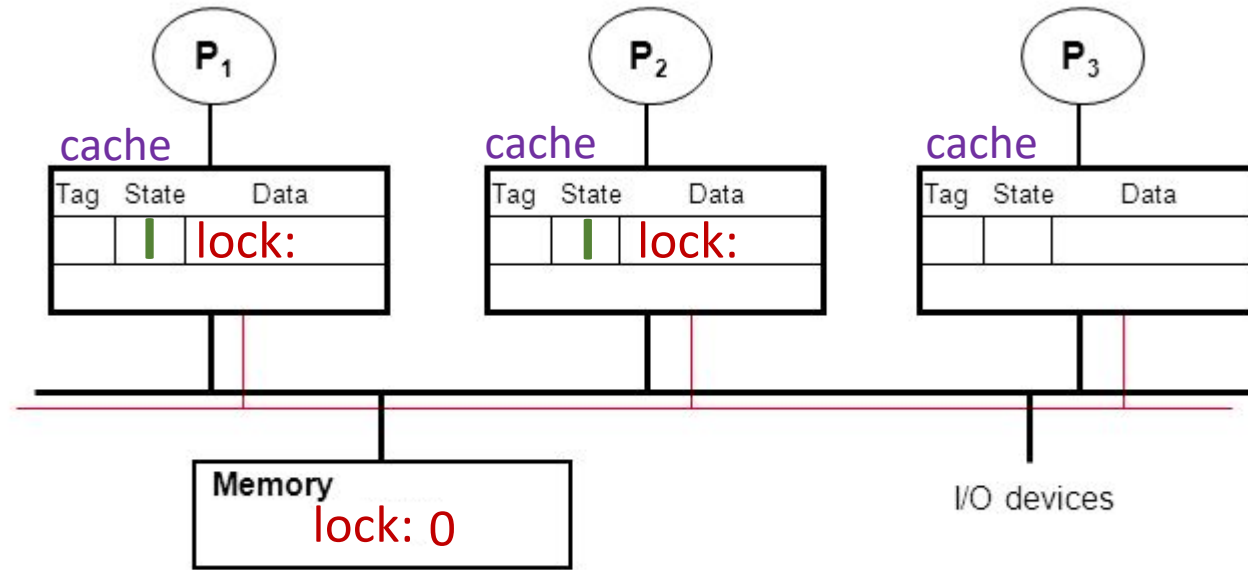 P1 P2 P3
cache cache cache
Tag State Data Tag State Data Tag State Data
I lock: I lock:
Memory
lock: 0
I/O devices